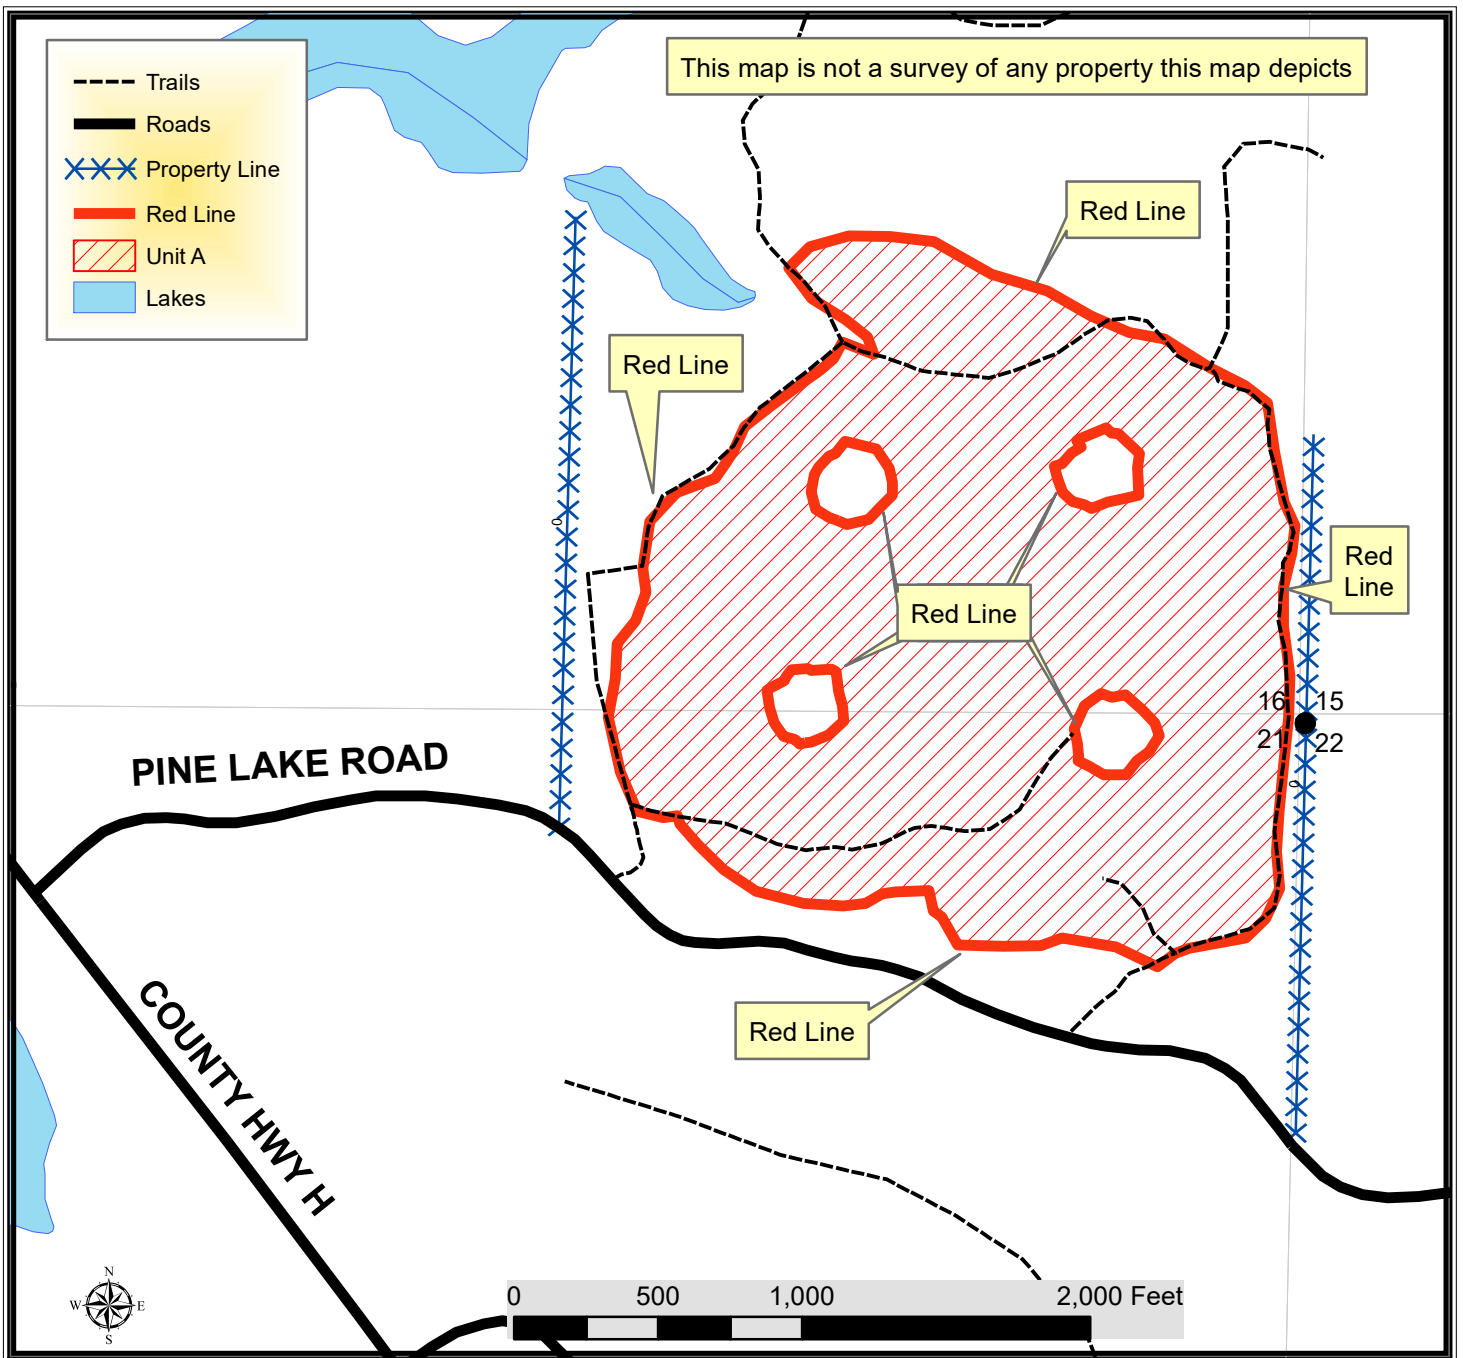 This map is not a survey of any property this map depicts
Trails
Roads
Property Line
Red Line
Unit A
Lakes
Red Line
Red Line
Red
Line
Red Line
16 15
21 22
0
0
PINE LAKE ROAD
COUNTY HWY H
Red Line
N
W E
S
0 500 1,000 2,000 Feet